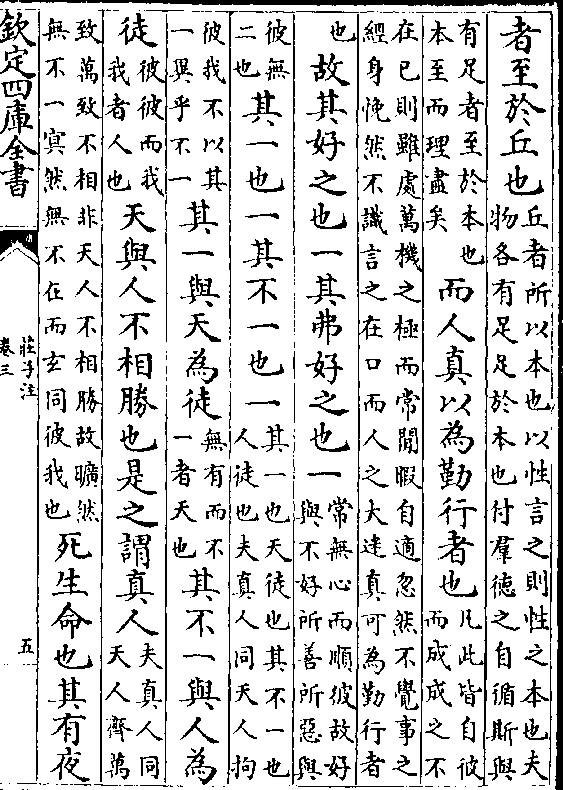 者至於丘也丘者所以本也以性言之則性之本也夫物各有足足於本也付羣德之自循斯與
有足者至於本也本至而理盡矣而人真以為勤行者也凡此皆自彼而成成之不
在已則雖處萬機之極而常閒暇自適忽然不覺事之經身怳然不識言之在口而人之大迷真可為勤行者
也故其好之也一其弗好之也一常無心而順彼故好與不好所善所惡與
彼無二也其一也一其不一也一其一也天徒也其不一也人徒也夫真人同天人拘
彼我不以其一異乎不一其一與天為徒無有而不一者天也其不一與人為
徒彼彼而我我者人也天與人不相勝也是之謂真人夫真人同天人齊萬
致萬致不相非天人不相勝故曠然無不一冥然無不在而玄同彼我也死生命也其有夜
欽定四庫全書
莊子注
卷三
五